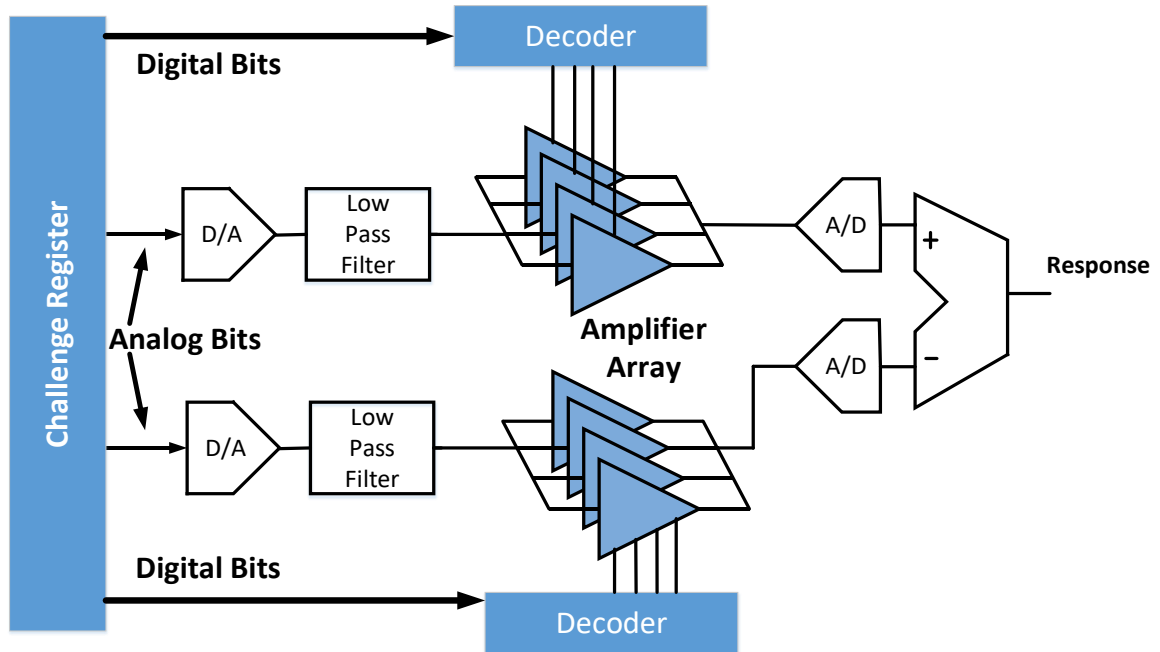 Decoder
Digital Bits
Challenge Register
D/A
Low
Pass
Filter
A/D
+
Response
Analog Bits
Amplifier
Array
A/D
−
D/A
Low
Pass
Filter
Digital Bits
Decoder